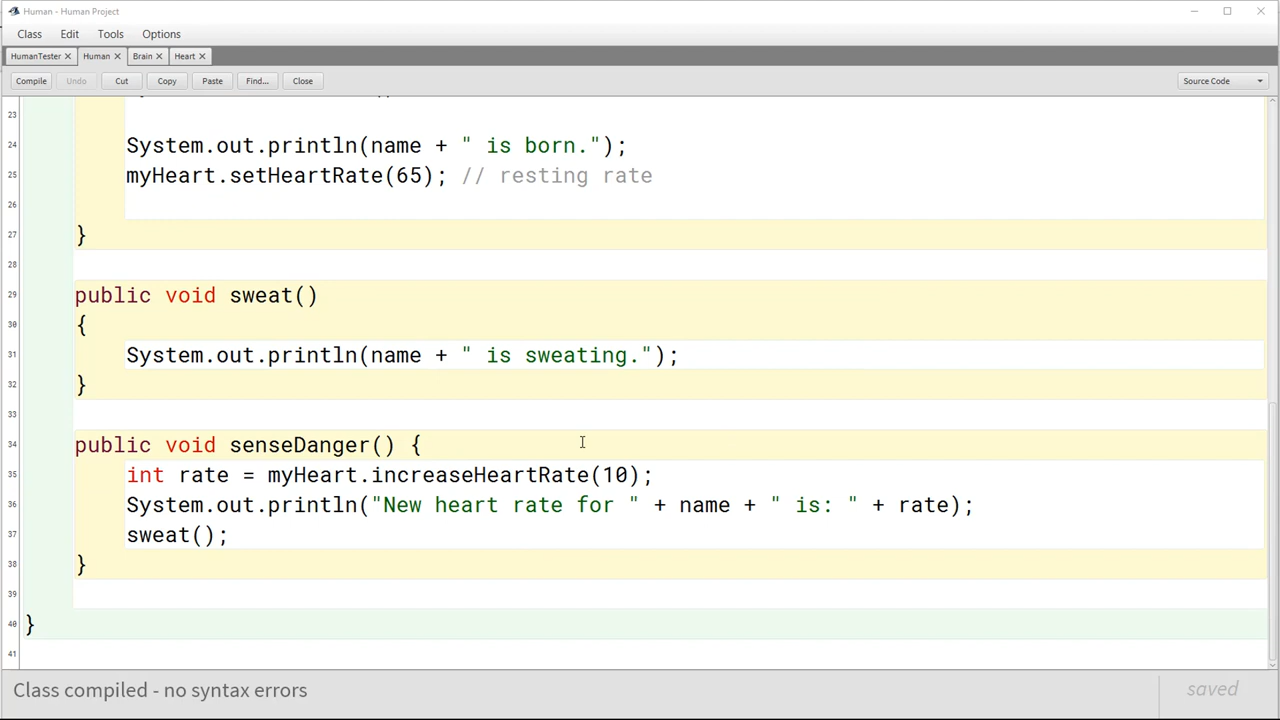 Human - Human Project
Class Edit Tools Options
HumanTester Human Brain Heart
Compile Undo Cut Copy Paste Find... Close Source Code
23
24 System.out.println(name + " is born.");
25 myHeart.setHeartRate(65); // resting rate
26
27 }
28
29 public void sweat()
30 {
31 System.out.println(name + " is sweating.");
32 }
33
34 public void senseDanger() {
35 int rate = myHeart.increaseHeartRate(10);
36 System.out.println("New heart rate for " + name + " is: " + rate);
37 sweat();
38 }
39
40 }
41
Class compiled - no syntax errors
saved